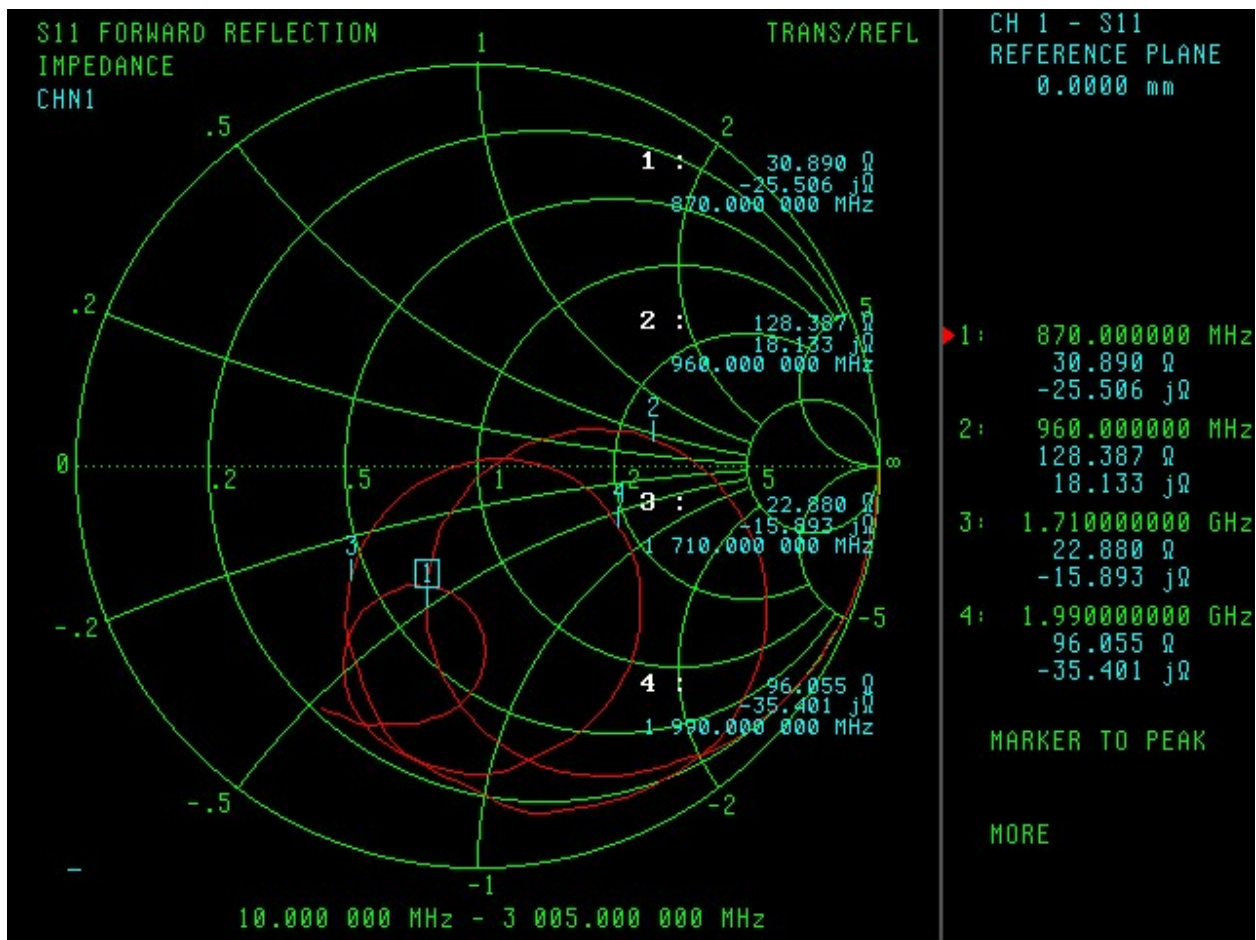 S11 FORWARD REFLECTION
IMPEDANCE
CHN1
TRANS/REFL
1
.5
2
.2
5
0
.2
.5
1
2
5
∞
-.2
-5
-.5
-2
-1
1 :
30.890 Ω
-25.506 jΩ
870.000 000 MHz
2 :
128.387 Ω
18.133 jΩ
960.000 000 MHz
3 :
22.880 Ω
-15.893 jΩ
1 710.000 000 MHz
4 :
96.055 Ω
-35.401 jΩ
1 990.000 000 MHz
2
4
3
1
10.000 000 MHz - 3 005.000 000 MHz
CH 1 - S11
REFERENCE PLANE
0.0000 mm
1: 870.000000 MHz
30.890 Ω
-25.506 jΩ
2: 960.000000 MHz
128.387 Ω
18.133 jΩ
3: 1.710000000 GHz
22.880 Ω
-15.893 jΩ
4: 1.990000000 GHz
96.055 Ω
-35.401 jΩ
MARKER TO PEAK
MORE